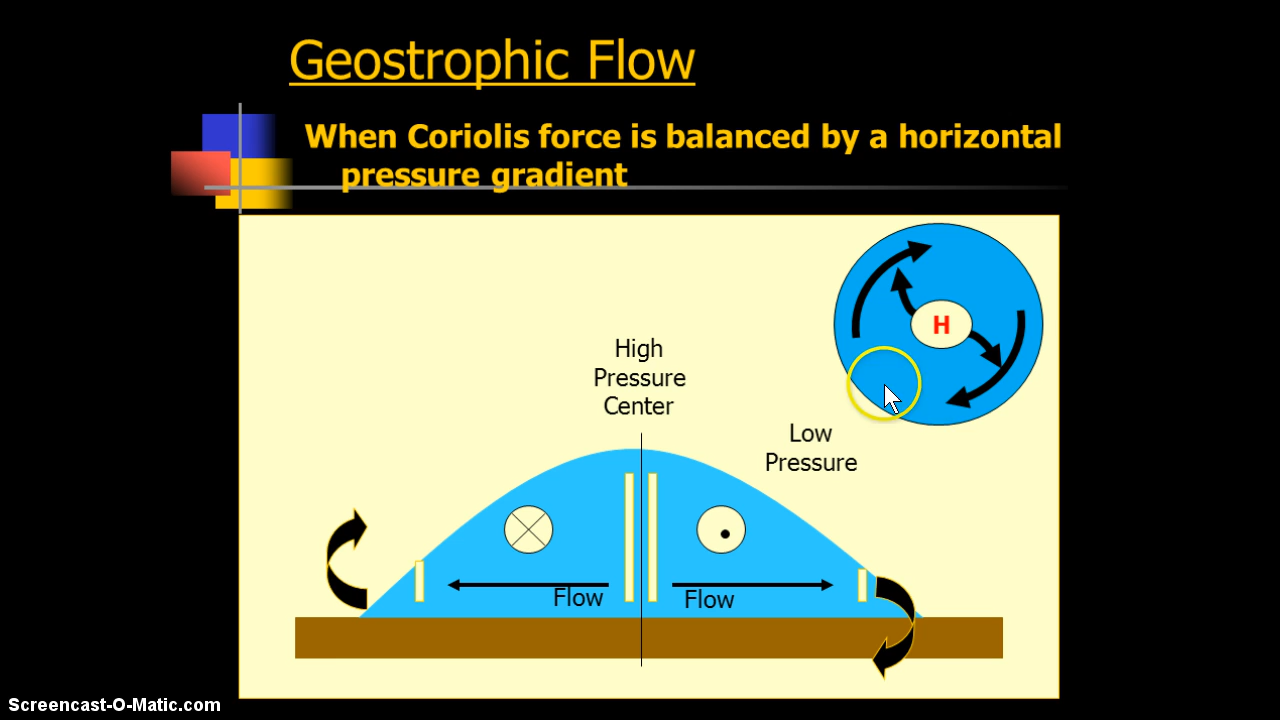 Geostrophic Flow
When Coriolis force is balanced by a horizontal
pressure gradient
H
High
Pressure
Center
Low
Pressure
Flow
Flow
Screencast-O-Matic.com